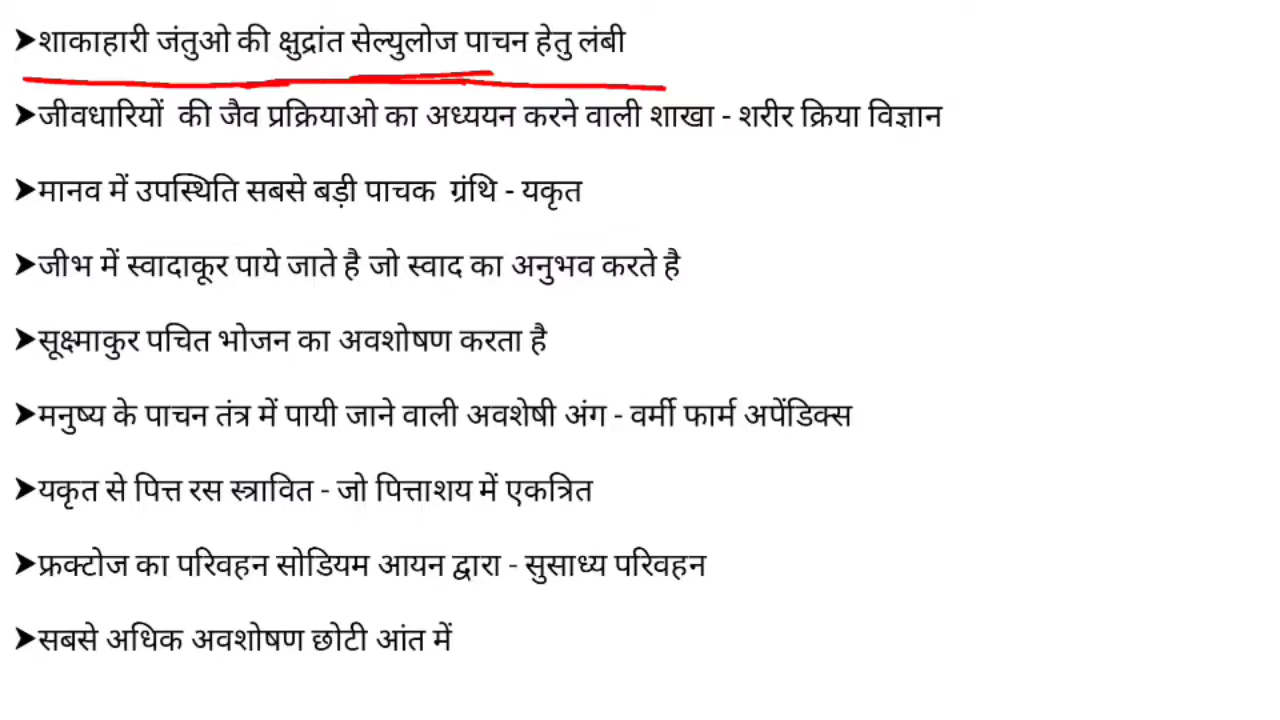 ➤शाकाहारी जंतुओ की क्षुद्रांत सेल्युलोज पाचन हेतु लंबी
➤जीवधारियों की जैव प्रक्रियाओ का अध्ययन करने वाली शाखा - शरीर क्रिया विज्ञान
➤मानव में उपस्थिति सबसे बड़ी पाचक ग्रंथि - यकृत
➤जीभ में स्वादाकूर पाये जाते है जो स्वाद का अनुभव करते है
➤सूक्ष्माकुर पचित भोजन का अवशोषण करता है
➤मनुष्य के पाचन तंत्र में पायी जाने वाली अवशेषी अंग - वर्मी फार्म अपेंडिक्स
➤यकृत से पित्त रस स्त्रावित - जो पित्ताशय में एकत्रित
➤फ्रक्टोज का परिवहन सोडियम आयन द्वारा - सुसाध्य परिवहन
➤सबसे अधिक अवशोषण छोटी आंत में